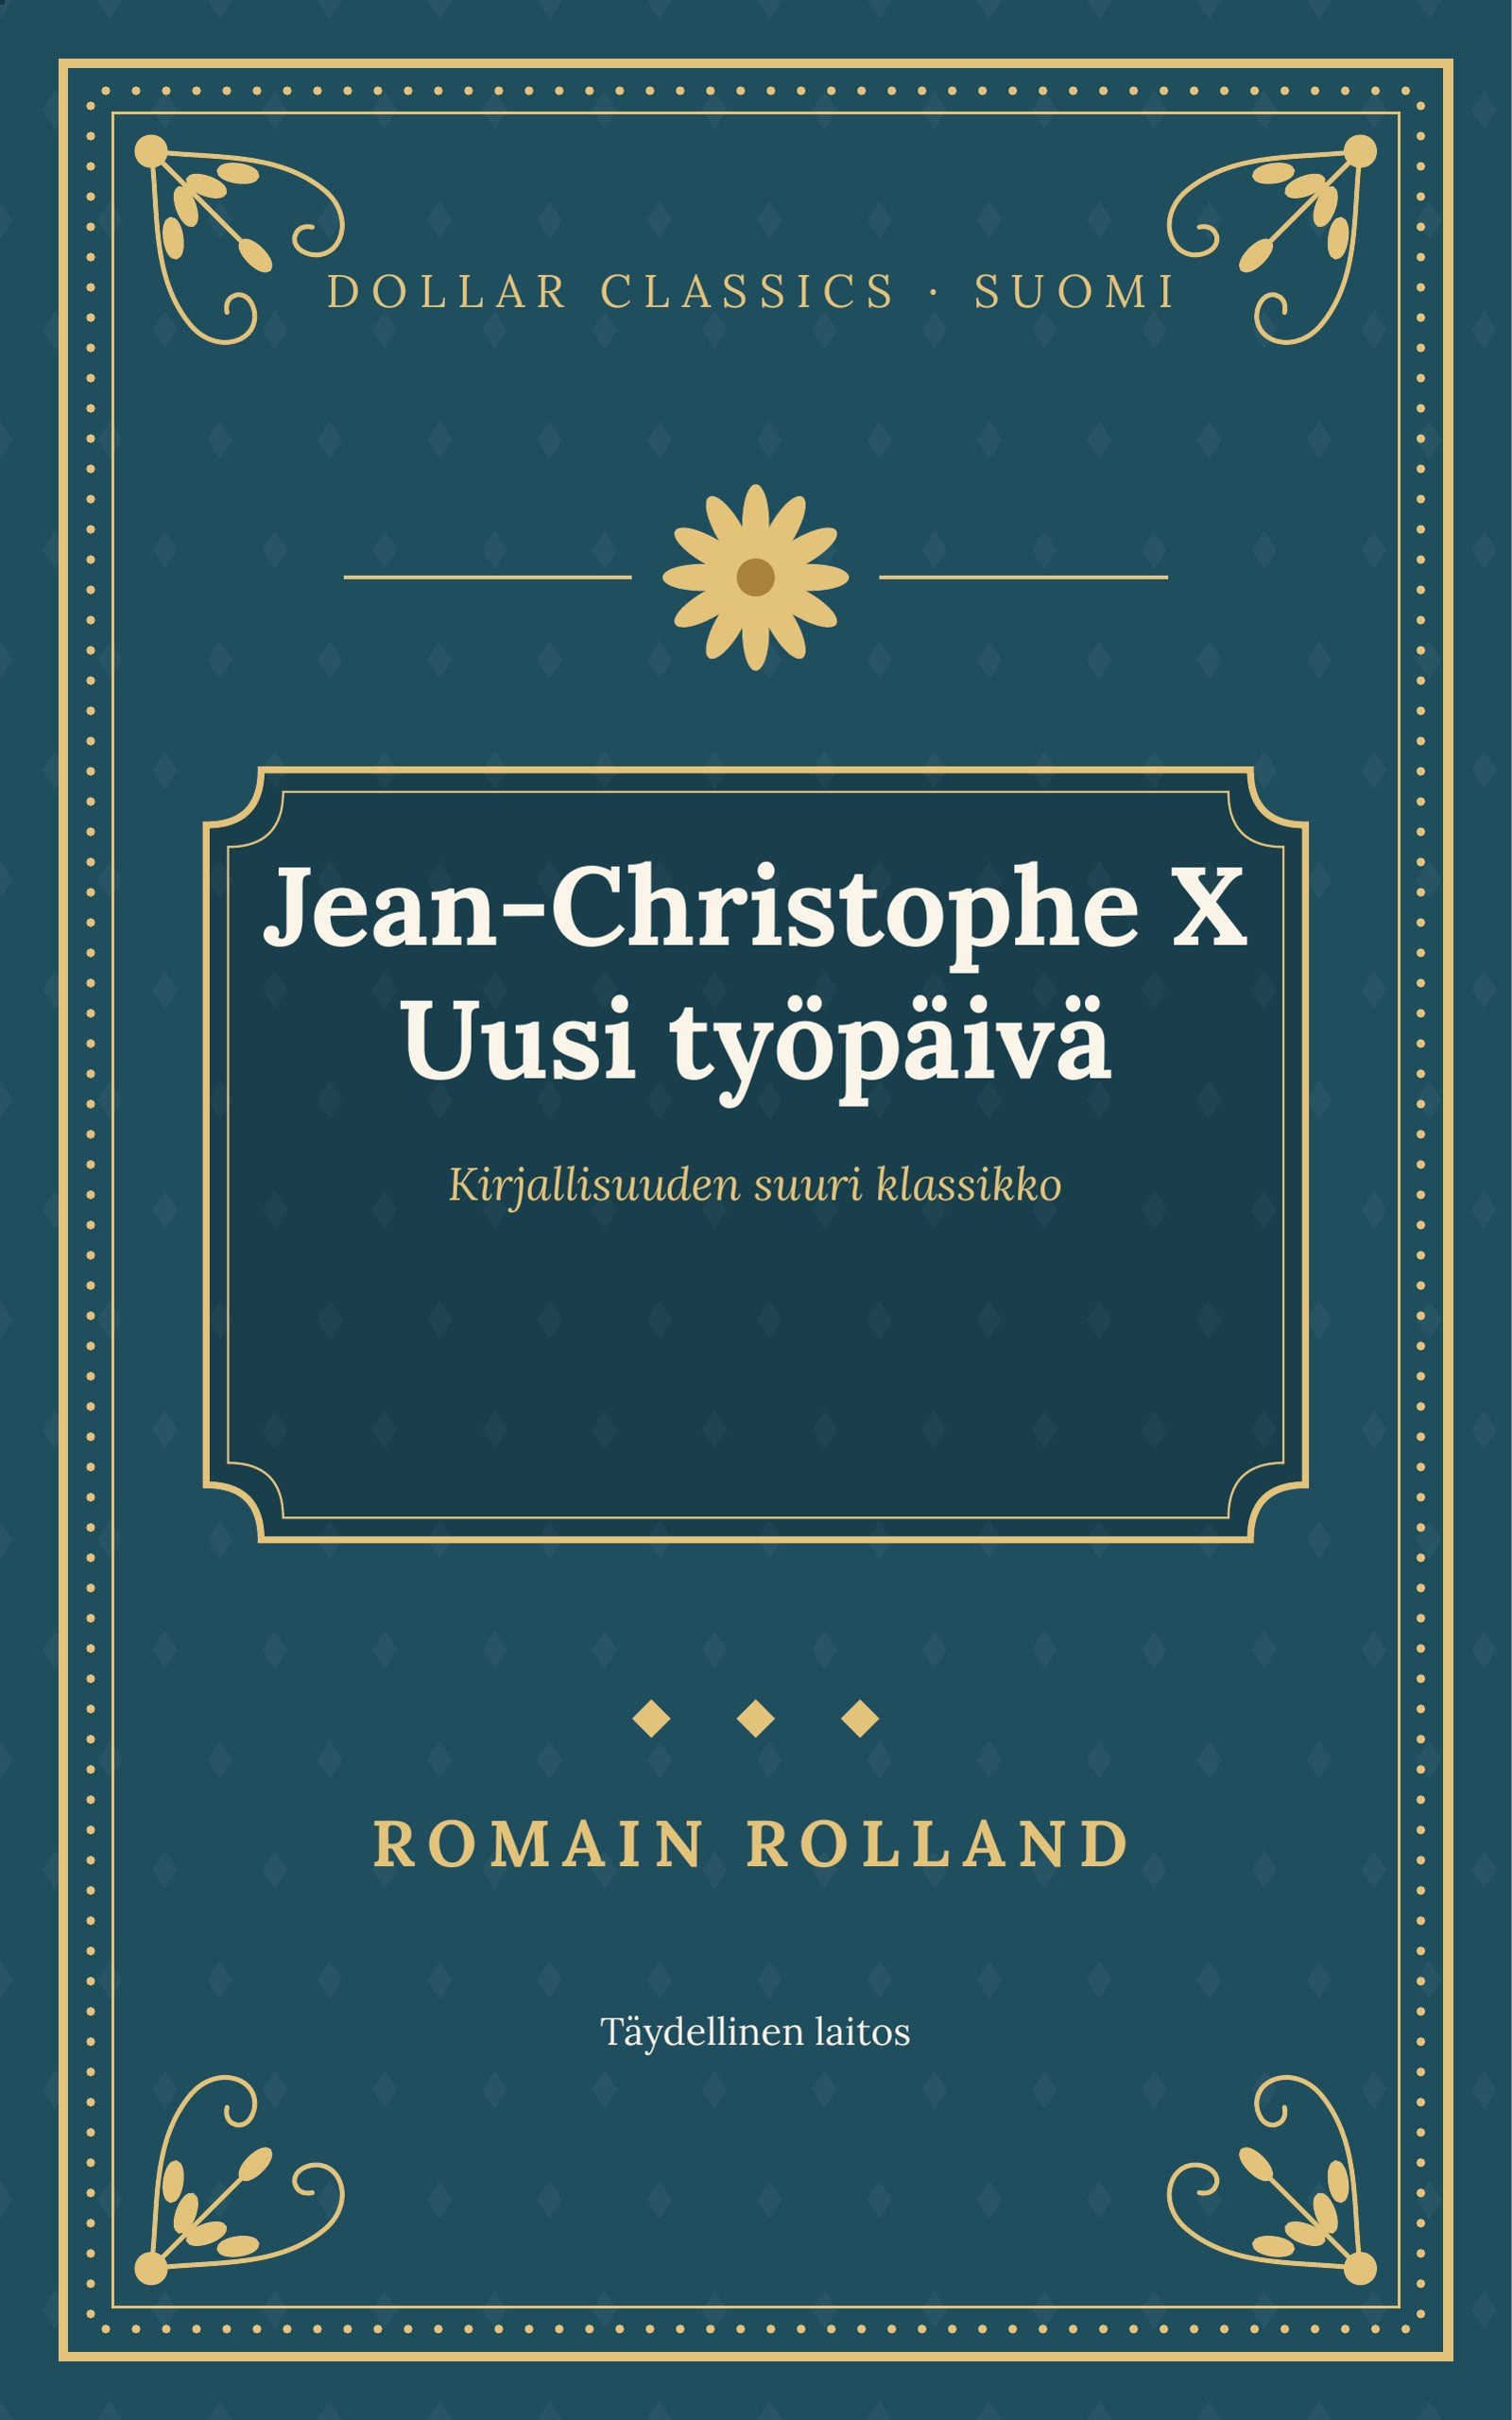 DOLLAR CLASSICS · SUOMI
Jean-Christophe X
Uusi työpäivä
Kirjallisuuden suuri klassikko
ROMAIN ROLLAND
Täydellinen laitos